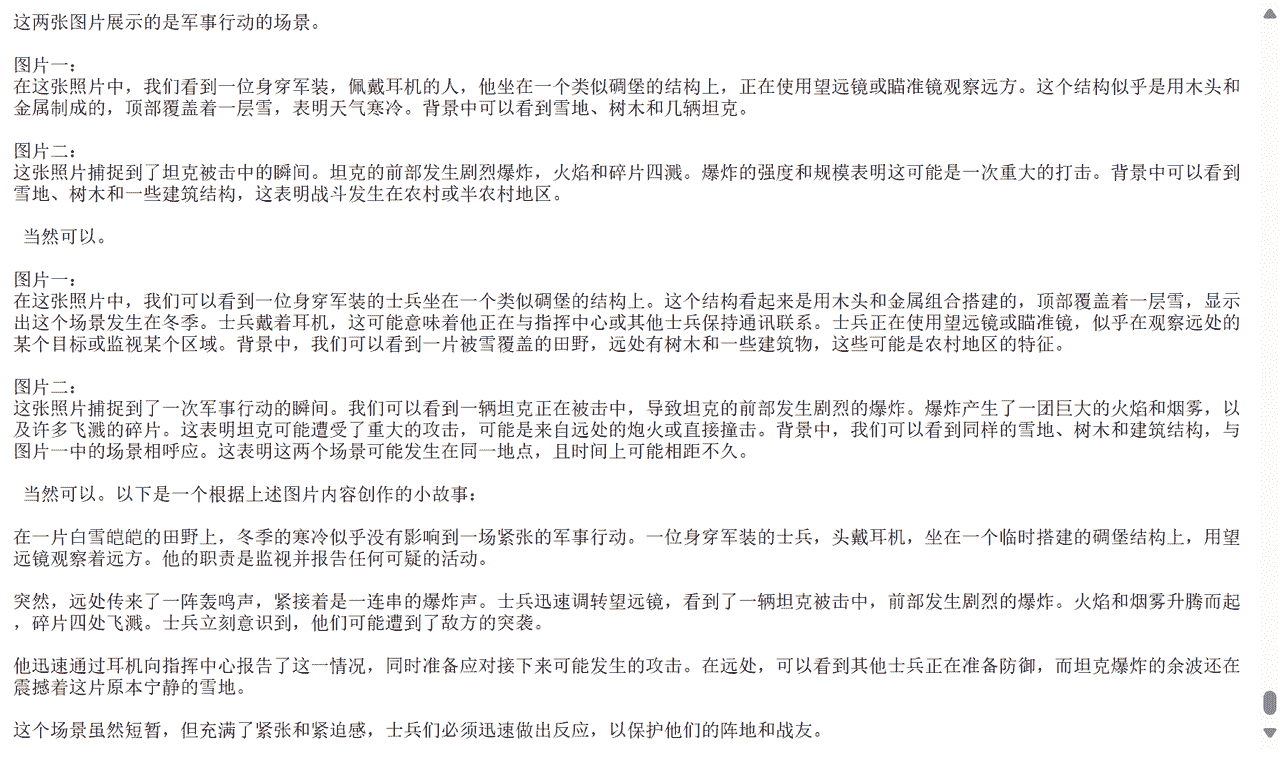 这两张图片展示的是军事行动的场景。
图片一：
在这张照片中，我们看到一位身穿军装，佩戴耳机的人，他坐在一个类似碉堡的结构上，正在使用望远镜或瞄准镜观察远方。这个结构似乎是用木头和
金属制成的，顶部覆盖着一层雪，表明天气寒冷。背景中可以看到雪地、树木和几辆坦克。
图片二：
这张照片捕捉到了坦克被击中的瞬间。坦克的前部发生剧烈爆炸，火焰和碎片四溅。爆炸的强度和规模表明这可能是一次重大的打击。背景中可以看到
雪地、树木和一些建筑结构，这表明战斗发生在农村或半农村地区。
当然可以。
图片一：
在这张照片中，我们可以看到一位身穿军装的士兵坐在一个类似碉堡的结构上。这个结构看起来是用木头和金属组合搭建的，顶部覆盖着一层雪，显示
出这个场景发生在冬季。士兵戴着耳机，这可能意味着他正在与指挥中心或其他士兵保持通讯联系。士兵正在使用望远镜或瞄准镜，似乎在观察远处的
某个目标或监视某个区域。背景中，我们可以看到一片被雪覆盖的田野，远处有树木和一些建筑物，这些可能是农村地区的特征。
图片二：
这张照片捕捉到了一次军事行动的瞬间。我们可以看到一辆坦克正在被击中，导致坦克的前部发生剧烈的爆炸。爆炸产生了一团巨大的火焰和烟雾，以
及许多飞溅的碎片。这表明坦克可能遭受了重大的攻击，可能是来自远处的炮火或直接撞击。背景中，我们可以看到同样的雪地、树木和建筑结构，与
图片一中的场景相呼应。这表明这两个场景可能发生在同一地点，且时间上可能相距不久。
当然可以。以下是一个根据上述图片内容创作的小故事：
在一片白雪皑皑的田野上，冬季的寒冷似乎没有影响到一场紧张的军事行动。一位身穿军装的士兵，头戴耳机，坐在一个临时搭建的碉堡结构上，用望
远镜观察着远方。他的职责是监视并报告任何可疑的活动。
突然，远处传来了一阵轰鸣声，紧接着是一连串的爆炸声。士兵迅速调转望远镜，看到了一辆坦克被击中，前部发生剧烈的爆炸。火焰和烟雾升腾而起
，碎片四处飞溅。士兵立刻意识到，他们可能遭到了敌方的突袭。
他迅速通过耳机向指挥中心报告了这一情况，同时准备应对接下来可能发生的攻击。在远处，可以看到其他士兵正在准备防御，而坦克爆炸的余波还在
震撼着这片原本宁静的雪地。
这个场景虽然短暂，但充满了紧张和紧迫感，士兵们必须迅速做出反应，以保护他们的阵地和战友。